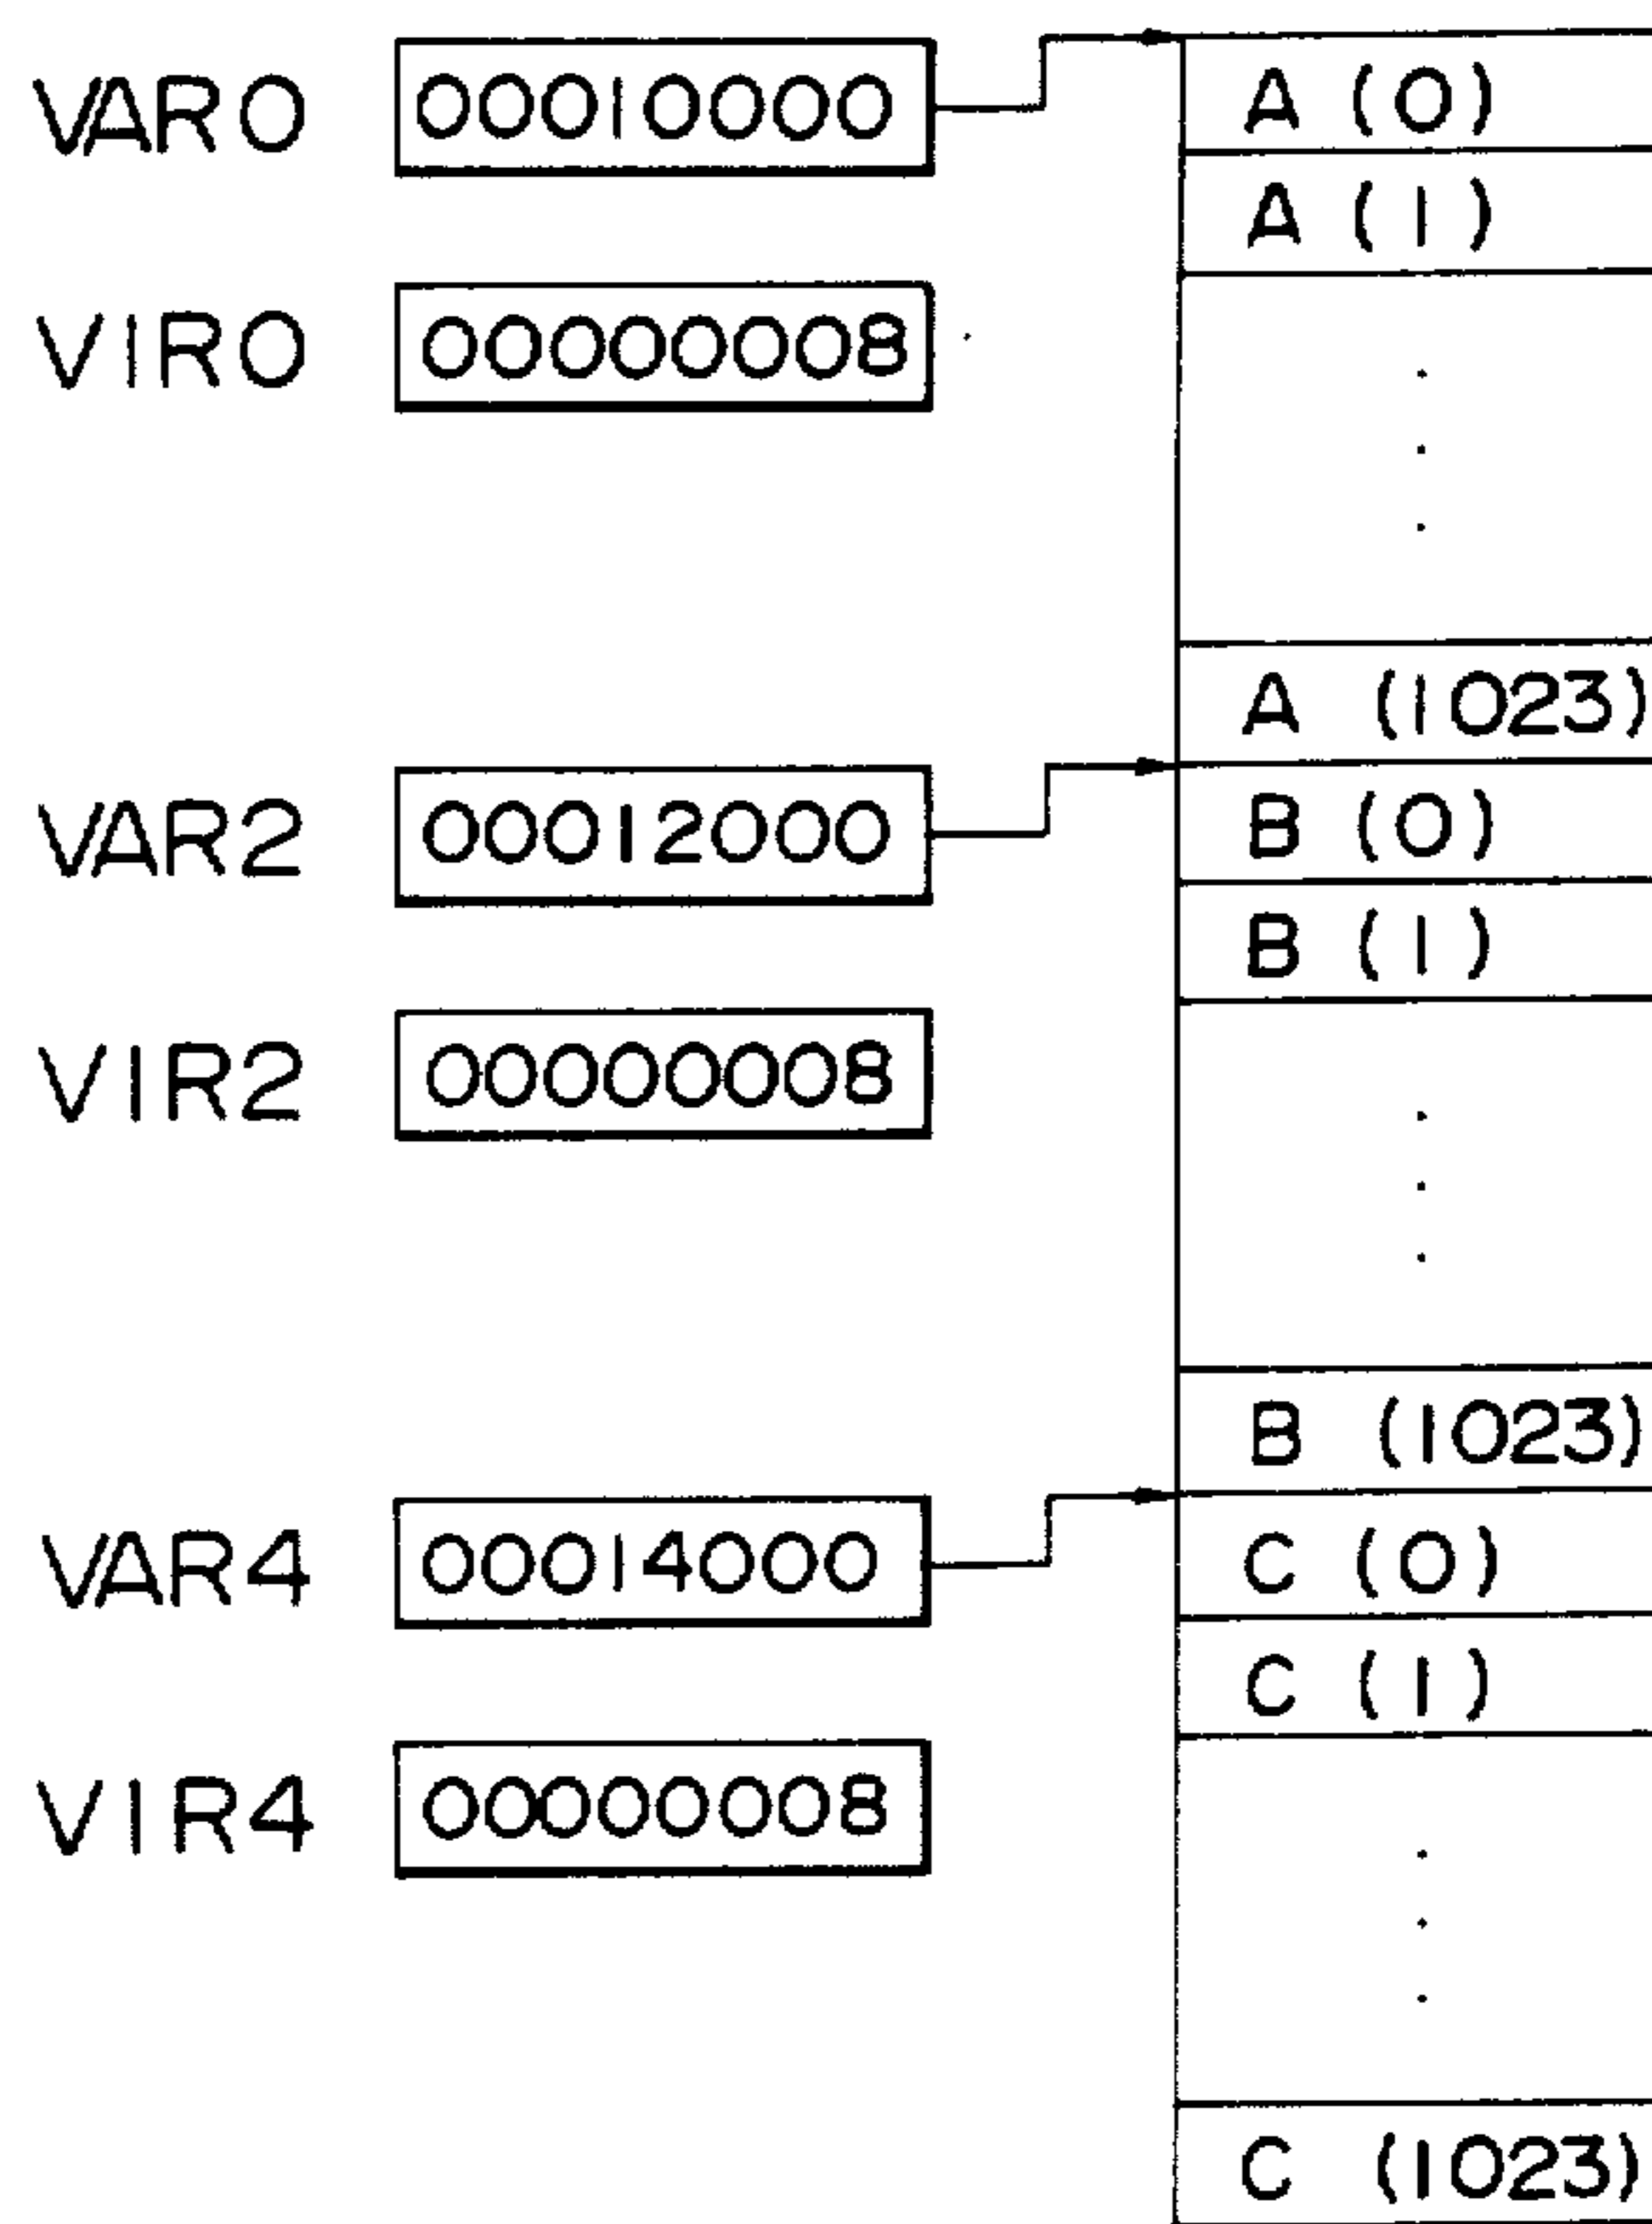 VAR0 00010000 A (0)
A (1)
VIR0 00000008
A (1023)
VAR2 00012000 B (0)
B (1)
VIR2 00000008
B (1023)
VAR4 00014000 C (0)
C (1)
VIR4 00000008
C (1023)